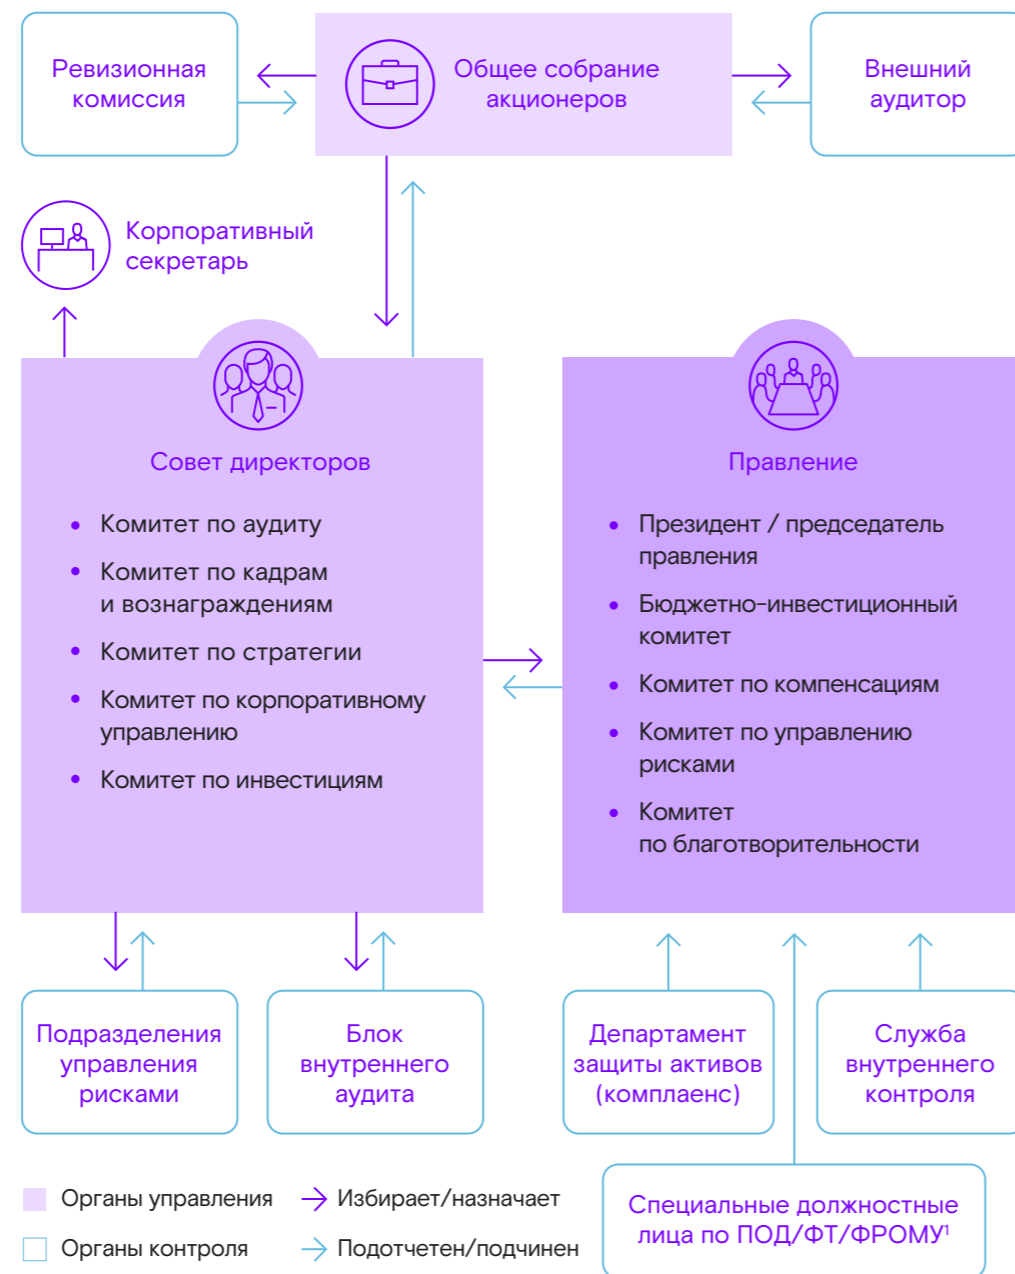 Ревизионная
комиссия
Общее собрание
акционеров
Внешний
аудитор
Корпоративный
секретарь
Совет директоров
• Комитет по аудиту
• Комитет по кадрам
и вознаграждениям
• Комитет по стратегии
• Комитет по корпоративному
управлению
• Комитет по инвестициям
Правление
• Президент / председатель
правления
• Бюджетно-инвестиционный
комитет
• Комитет по компенсациям
• Комитет по управлению
рисками
• Комитет
по благотворительности
Подразделения
управления
рисками
Блок
внутреннего
аудита
Департамент
защиты активов
(комплаенс)
Служба
внутреннего
контроля
Специальные должностные
лица по ПОД/ФТ/ФРОМУ¹
Органы управления
Избирает/назначает
Органы контроля
Подотчетен/подчинен